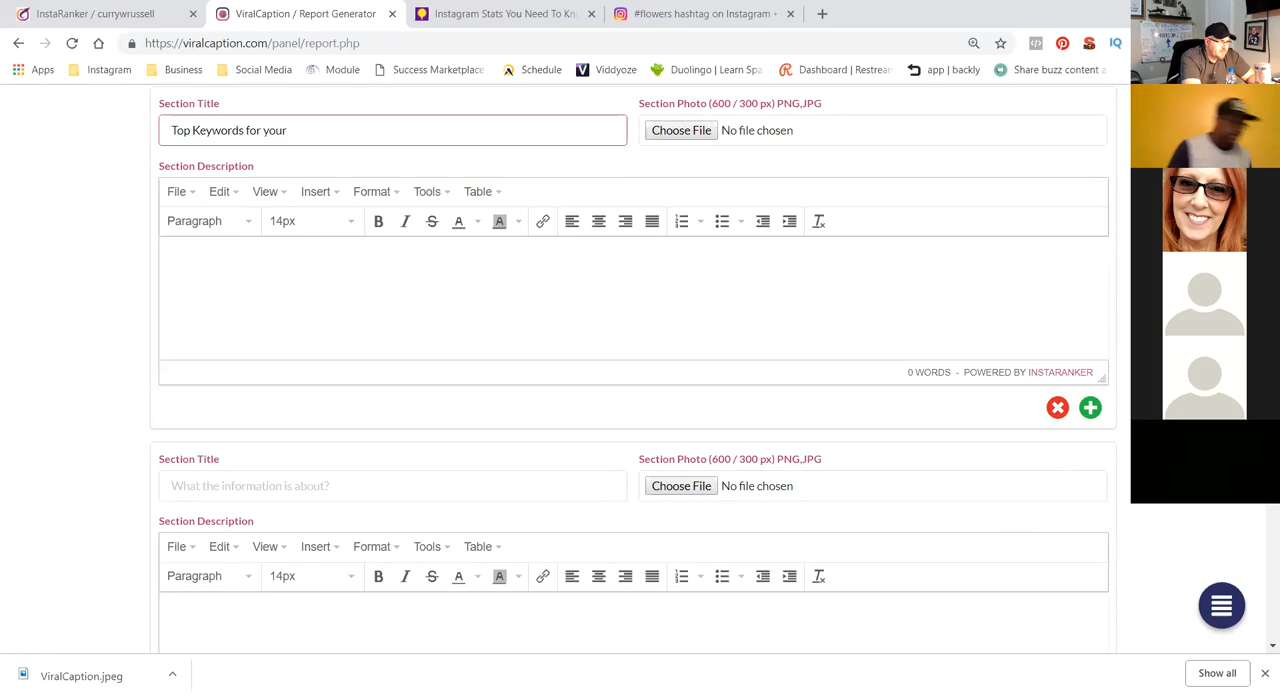 InstaRanker / currywrussell
ViralCaption / Report Generator
Instagram Stats You Need To Kn
#flowers hashtag on Instagram •
https://viralcaption.com/panel/report.php
IQ
Apps
Instagram
Business
Social Media
Module
Success Marketplace
Schedule
Viddyoze
Duolingo | Learn Spa
Dashboard | Restrea
app | backly
Share buzz content a
Section Title
Section Photo (600 / 300 px) PNG,JPG
Top Keywords for your
Choose File No file chosen
Section Description
File Edit View Insert Format Tools Table
Paragraph 14px B I S A A
0 WORDS - POWERED BY INSTARANKER
Section Title
Section Photo (600 / 300 px) PNG,JPG
What the information is about?
Choose File No file chosen
Section Description
File Edit View Insert Format Tools Table
Paragraph 14px B I S A A
ViralCaption.jpeg
Show all